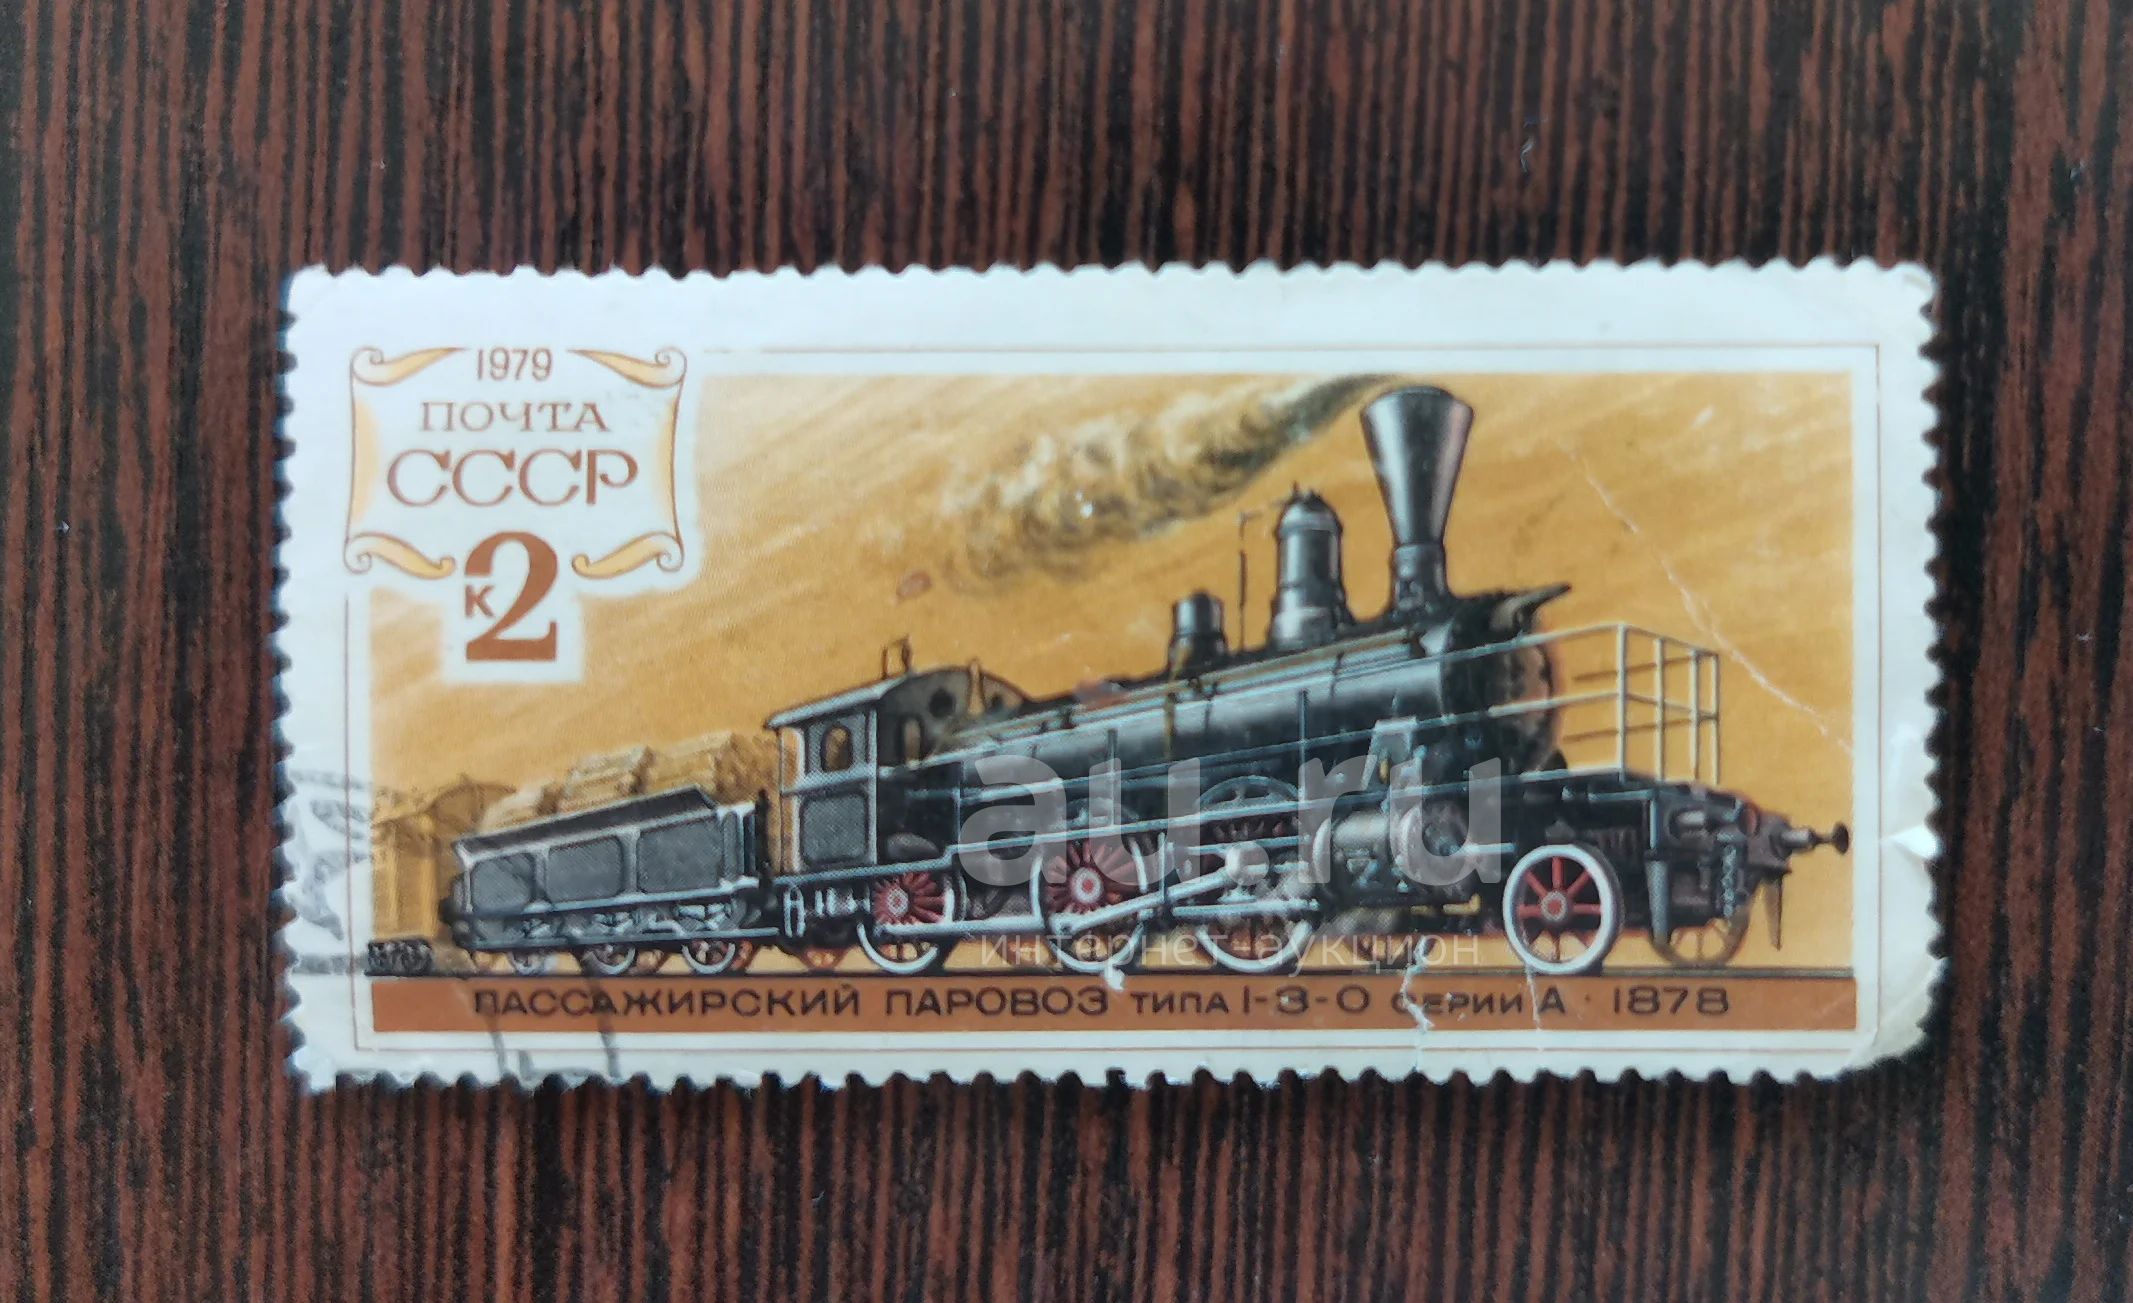 1979
ПОЧТА
СССР
к2
au.ru
интернет-аукцион
ПАССАЖИРСКИЙ ПАРОВОЗ ТИПА 1-3-0 СЕРИИ А · 1878